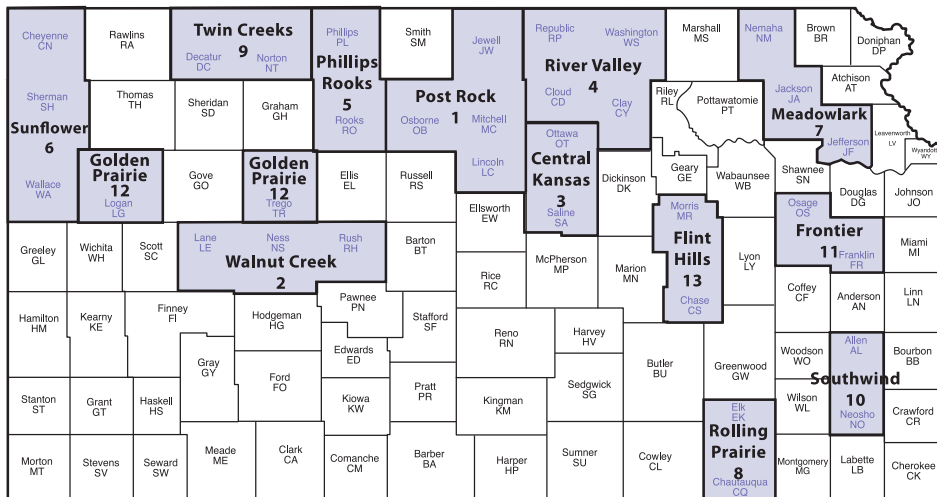 Cheyenne
CN
Rawlins
RA
Twin Creeks
9
Decatur
DC
Norton
NT
Phillips
PL
Phillips
Rooks
5
Rooks
RO
Smith
SM
Jewell
JW
Republic
RP
Washington
WS
River Valley
4
Cloud
CD
Clay
CY
Marshall
MS
Nemaha
NM
Brown
BR
Doniphan
DP
Atchison
AT
Sherman
SH
Sunflower
6
Wallace
WA
Thomas
TH
Sheridan
SD
Graham
GH
Post Rock
1
Osborne
OB
Mitchell
MC
Lincoln
LC
Riley
RL
Pottawatomie
PT
Jackson
JA
Meadowlark
7
Jefferson
JF
Leavenworth
LV
Wyandott
WY
Golden
Prairie
12
Logan
LG
Gove
GO
Golden
Prairie
12
Trego
TR
Ellis
EL
Russell
RS
Ottawa
OT
Central
Kansas
3
Saline
SA
Dickinson
DK
Geary
GE
Wabaunsee
WB
Shawnee
SN
Douglas
DG
Johnson
JO
Ellsworth
EW
Morris
MR
Flint
Hills
13
Chase
CS
Osage
OS
Frontier
11
Franklin
FR
Miami
MI
Greeley
GL
Wichita
WH
Scott
SC
Lane
LE
Ness
NS
Rush
RH
Walnut Creek
2
Barton
BT
Rice
RC
McPherson
MP
Marion
MN
Lyon
LY
Coffey
CF
Anderson
AN
Linn
LN
Hamilton
HM
Kearny
KE
Finney
FI
Hodgeman
HG
Pawnee
PN
Stafford
SF
Edwards
ED
Reno
RN
Harvey
HV
Butler
BU
Greenwood
GW
Woodson
WO
Allen
AL
Bourbon
BB
Southwind
10
Neosho
NO
Gray
GY
Ford
FO
Kiowa
KW
Pratt
PR
Kingman
KM
Sedgwick
SG
Wilson
WL
Crawford
CR
Stanton
ST
Grant
GT
Haskell
HS
Elk
EK
Rolling
Prairie
8
Chautauqua
CQ
Morton
MT
Stevens
SV
Seward
SW
Meade
ME
Clark
CA
Comanche
CM
Barber
BA
Harper
HP
Sumner
SU
Cowley
CL
Montgomery
MG
Labette
LB
Cherokee
CK